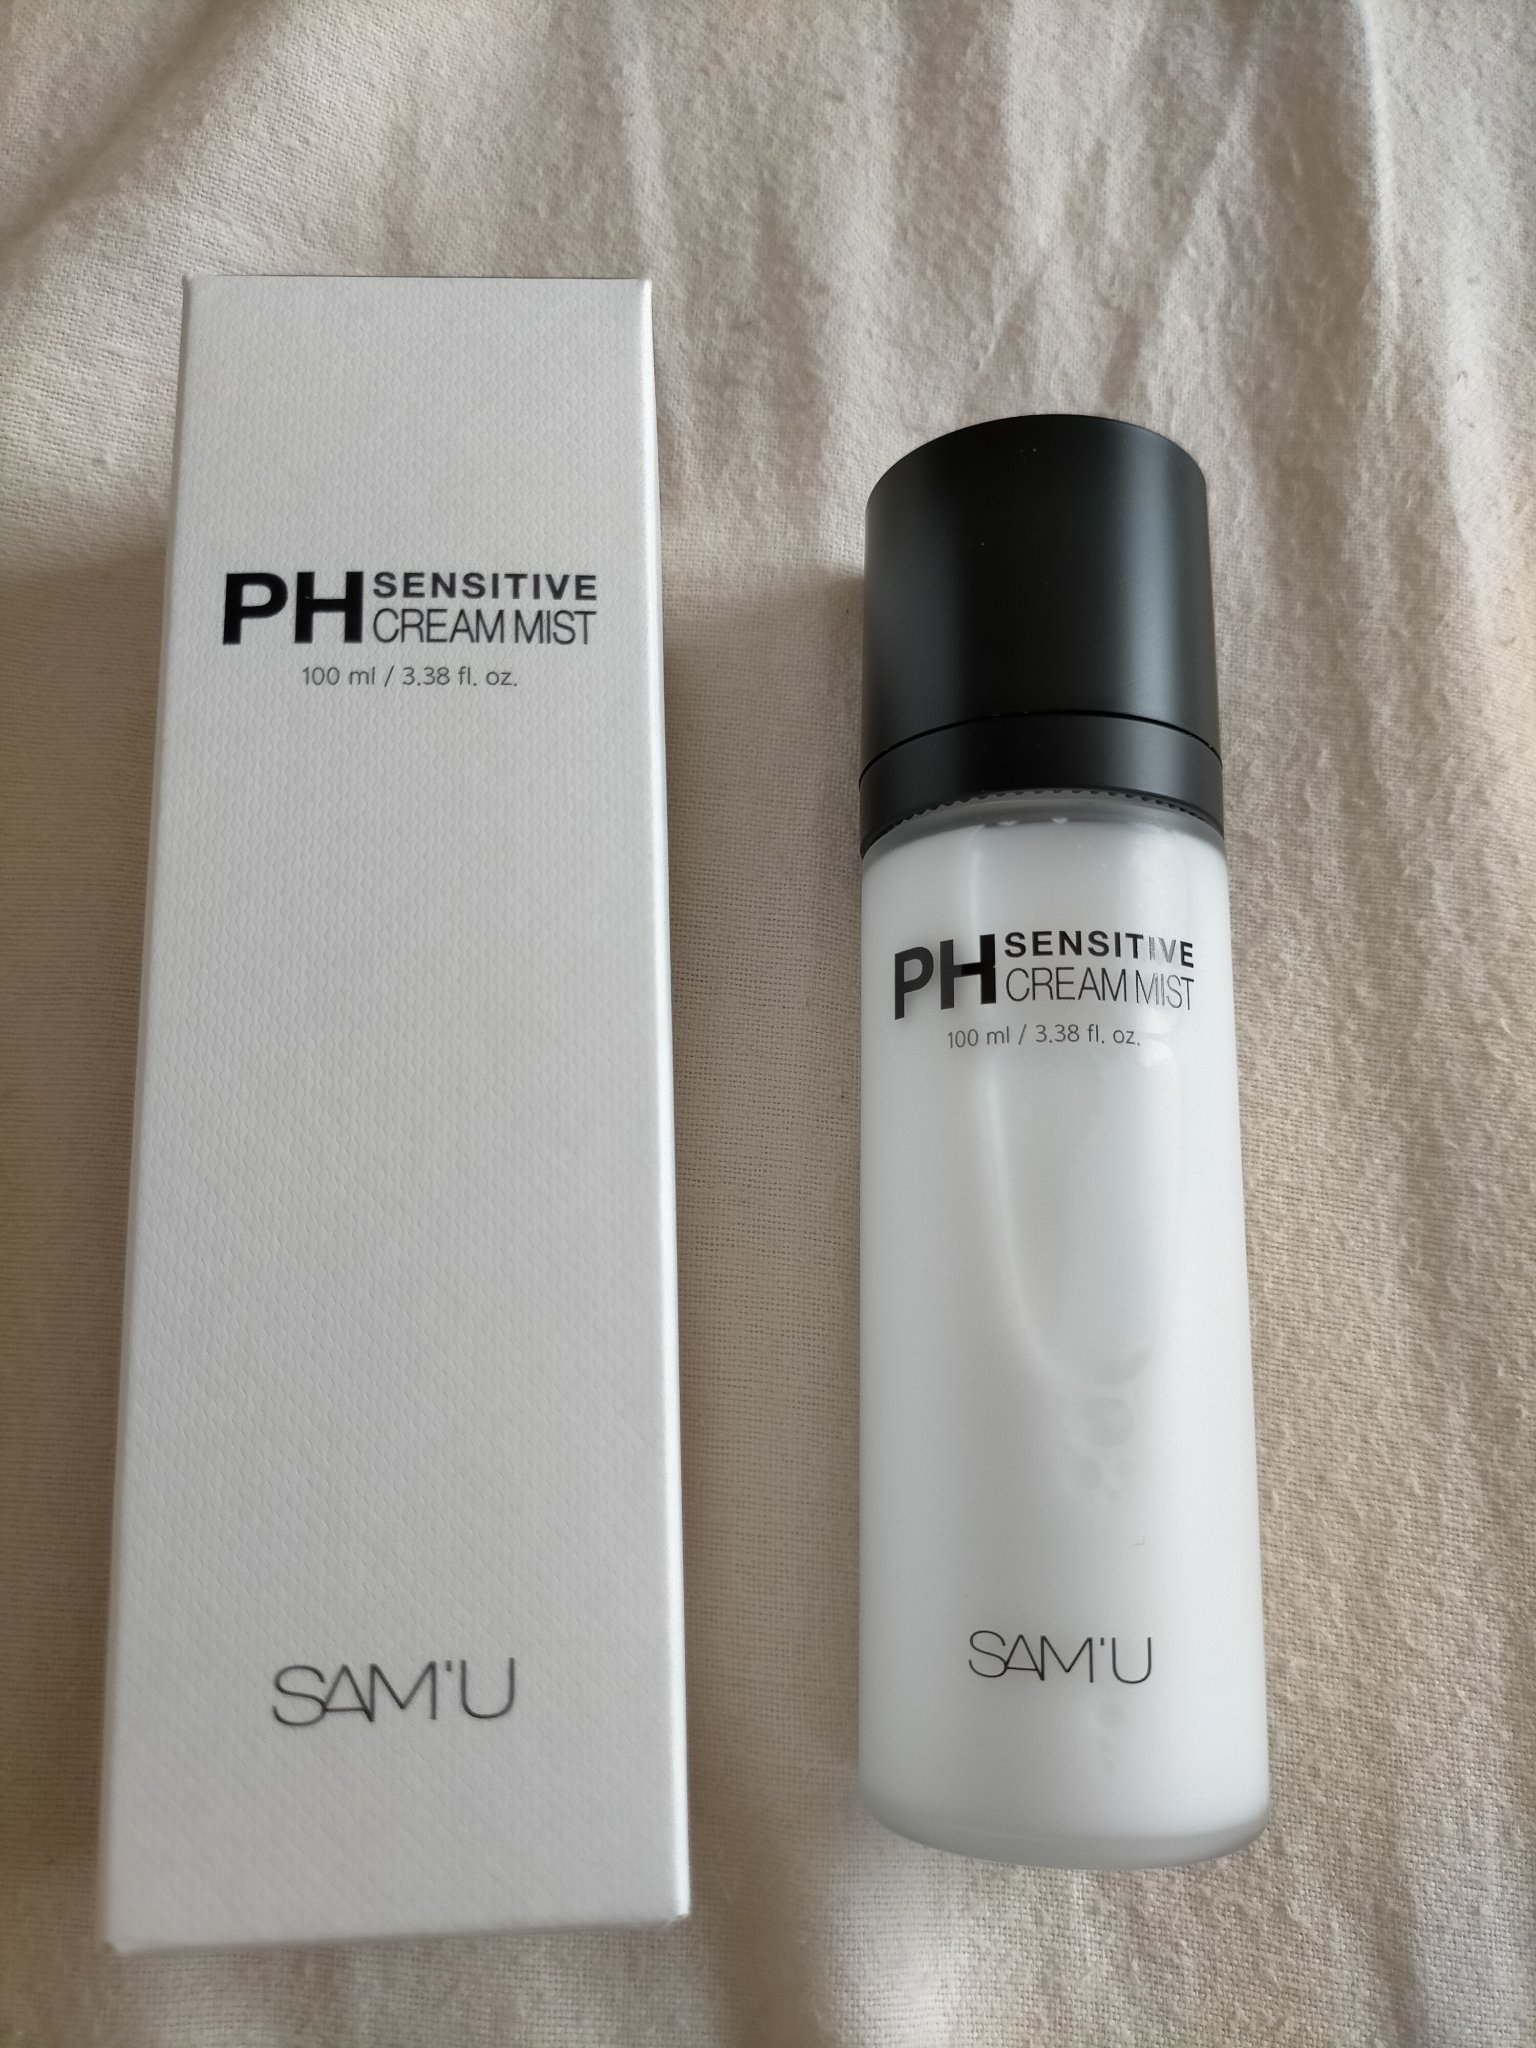 PH SENSITIVE
CREAM MIST
100 ml / 3.38 fl. oz.
SAM'U
PH SENSITIVE
CREAM MIST
100 ml / 3.38 fl. oz.
SAM'U